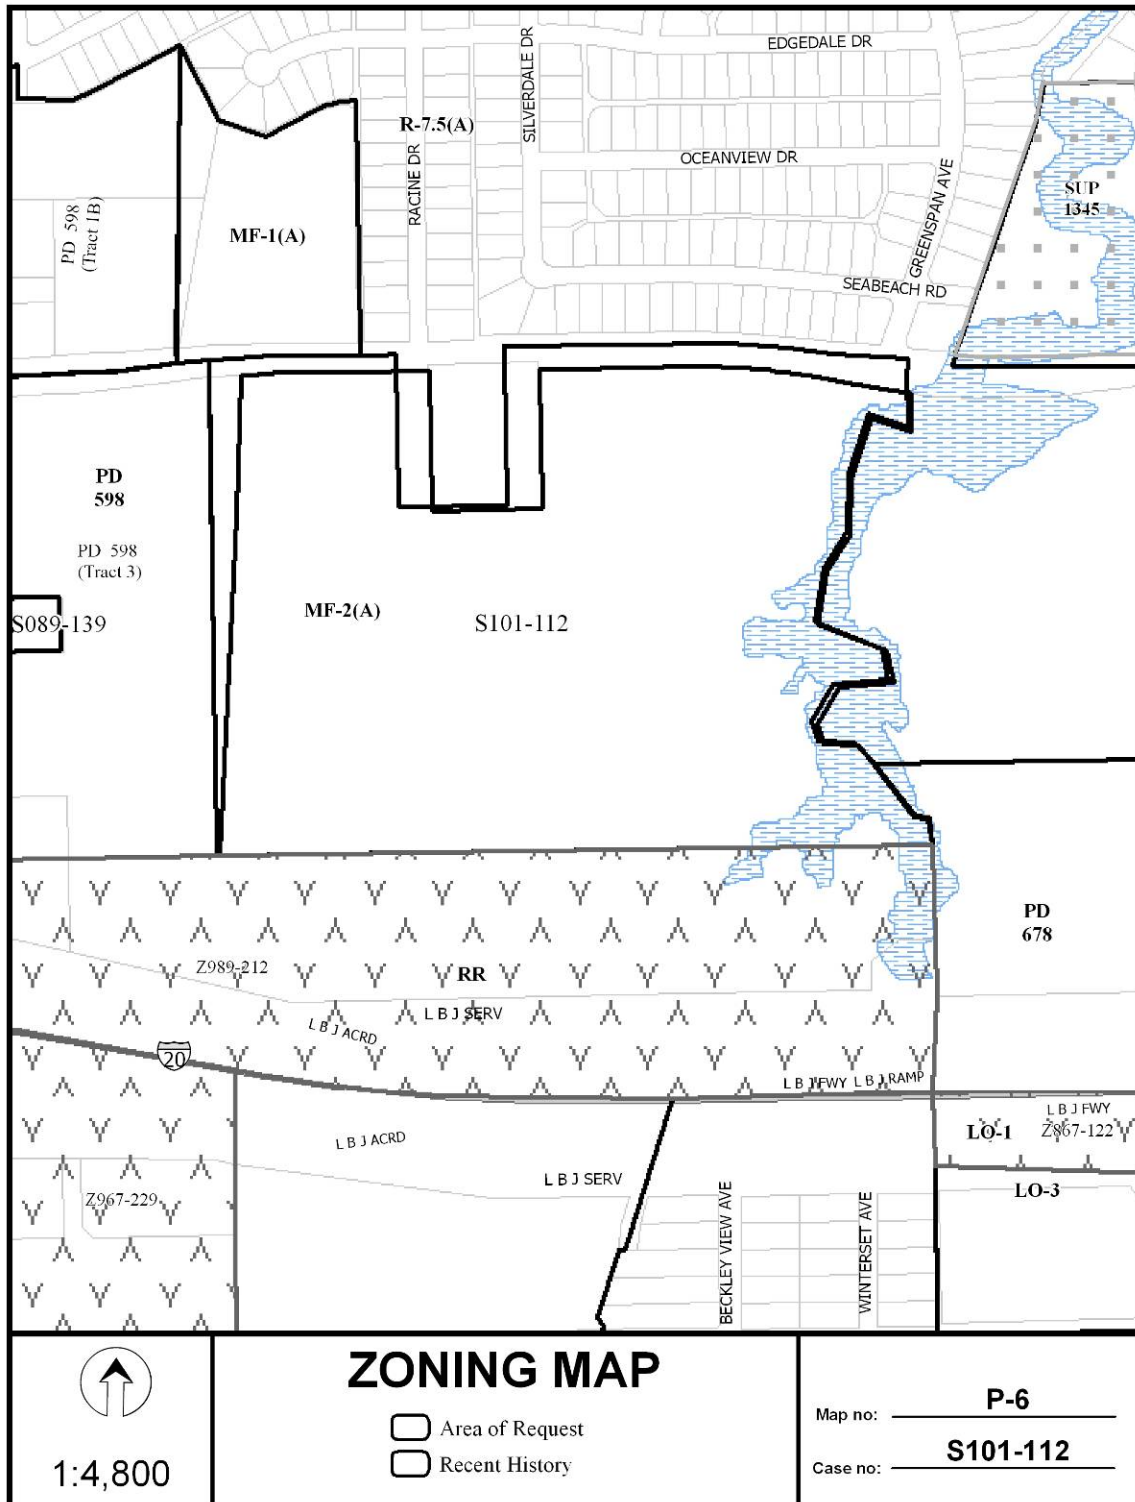 EDGEDALE DR
SILVERDALE DR
R-7.5(A)
RACINE DR
OCEANVIEW DR
GREENSPAN AVE
SUP
1345
PD 598
(Tract 1B)
MF-1(A)
SEABEACH RD
PD
598
PD 598
(Tract 3)
S089-139
MF-2(A)
S101-112
PD
678
Z989-212
RR
L B J SERV
L B J ACRD
20
L B J FWY
L B J RAMP
L B J FWY
LO-1
Z867-122
L B J ACRD
L B J SERV
LO-3
Z967-229
BECKLEY VIEW AVE
WINTERSET AVE
1:4,800
ZONING MAP
Area of Request
Recent History
Map no: P-6
Case no: S101-112